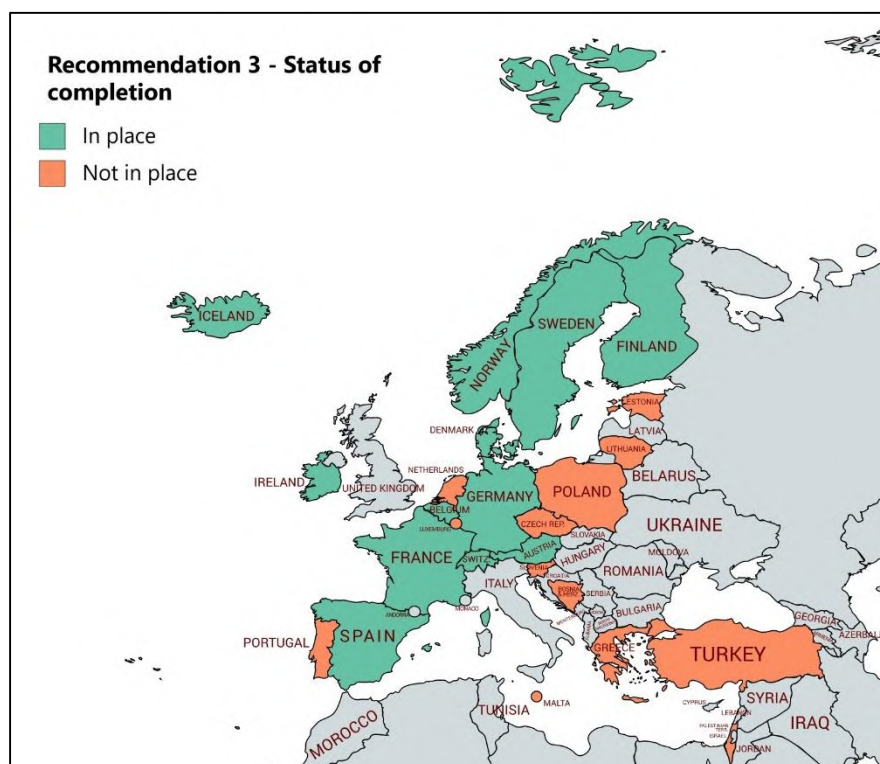 Recommendation 3 - Status of
completion
In place
Not in place
ICELAND
SWEDEN
NORWAY
FINLAND
ESTONIA
DENMARK
LATVIA
LITHUANIA
NETHERLANDS
IRELAND
UNITED KINGDOM
BELARUS
GERMANY
POLAND
BELGIUM
LUXEMBURG
CZECH REP.
UKRAINE
SLOVAKIA
FRANCE
SWITZ.
AUSTRIA
HUNGARY
MOLDOVA
SLOVENIA
CROATIA
ROMANIA
ITALY
BOSNIA
& HERZ.
SERBIA
ANDORRA
MONACO
BULGARIA
GEORGIA
AZERBAI
PORTUGAL
SPAIN
GREECE
TURKEY
MALTA
TUNISIA
CYPRUS
SYRIA
LEBANON
MOROCCO
PALESTINIAN
TERR.
ISRAEL
IRAQ
JORDAN